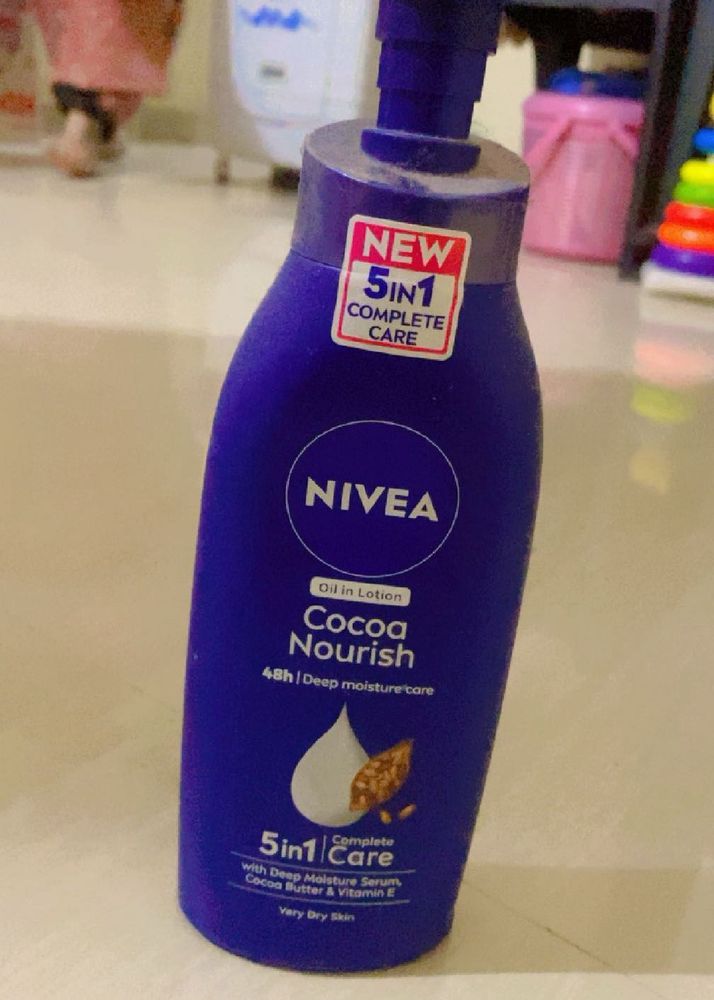 NEW
5IN1
COMPLETE
CARE
NIVEA
Oil in Lotion
Cocoa
Nourish
48h | Deep moisture care
5in1 | Complete
Care
with Deep Moisture Serum,
Cocoa Butter & Vitamin E
Very Dry Skin